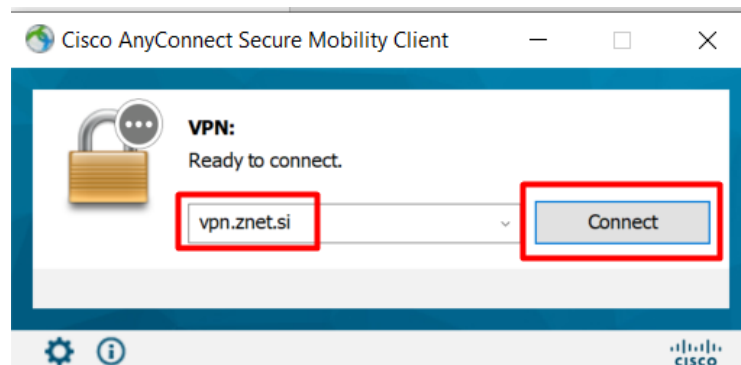 Cisco AnyConnect Secure Mobility Client
VPN:
Ready to connect.
vpn.znet.si
Connect
CISCO